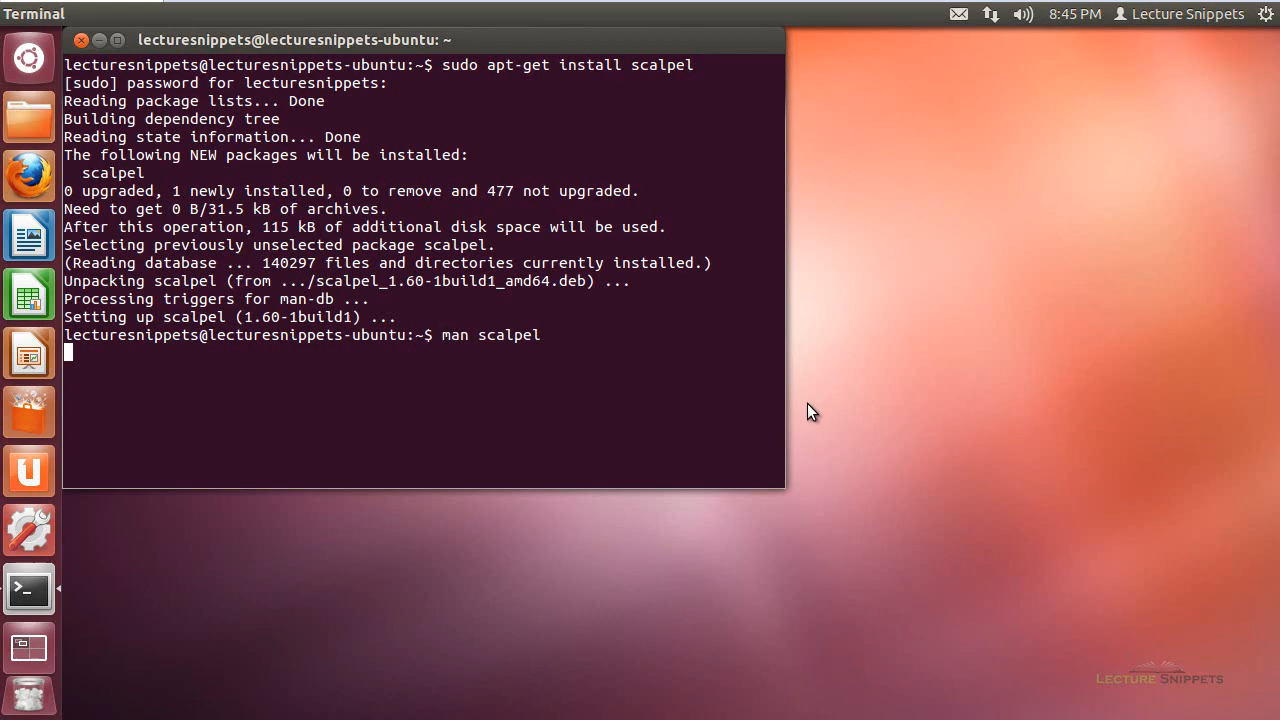 Terminal
8:45 PM
Lecture Snippets
lecturesnippets@lecturesnippets-ubuntu: ~
lecturesnippets@lecturesnippets-ubuntu:~$ sudo apt-get install scalpel
[sudo] password for lecturesnippets:
Reading package lists... Done
Building dependency tree
Reading state information... Done
The following NEW packages will be installed:
  scalpel
0 upgraded, 1 newly installed, 0 to remove and 477 not upgraded.
Need to get 0 B/31.5 kB of archives.
After this operation, 115 kB of additional disk space will be used.
Selecting previously unselected package scalpel.
(Reading database ... 140297 files and directories currently installed.)
Unpacking scalpel (from .../scalpel_1.60-1build1_amd64.deb) ...
Processing triggers for man-db ...
Setting up scalpel (1.60-1build1) ...
lecturesnippets@lecturesnippets-ubuntu:~$ man scalpel
LECTURE SNIPPETS